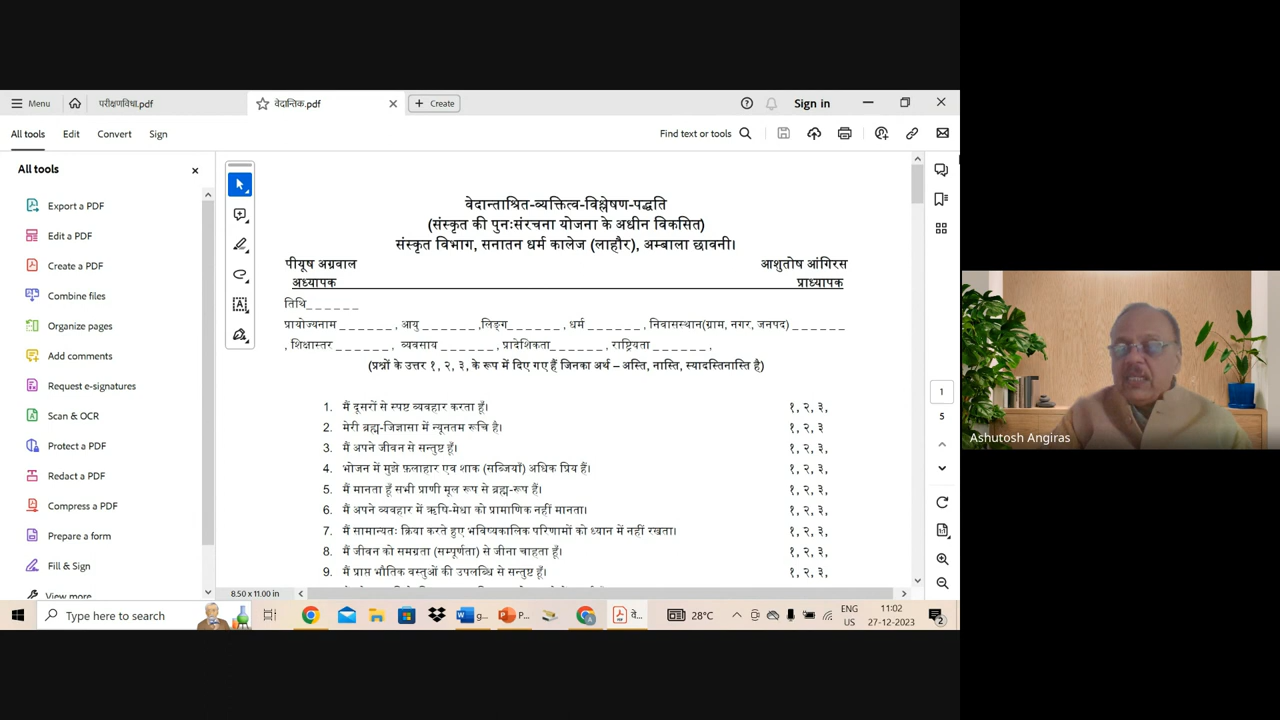 Menu
परीक्षणविधा.pdf
वेदान्तिक.pdf
Create
Sign in
All tools
Edit
Convert
Sign
Find text or tools
All tools
Export a PDF
Edit a PDF
Create a PDF
Combine files
Organize pages
Add comments
Request e-signatures
Scan & OCR
Protect a PDF
Redact a PDF
Compress a PDF
Prepare a form
Fill & Sign
View more
वेदान्ताश्रित-व्यक्तित्व-विश्लेषण-पद्धति
(संस्कृत की पुनःसंरचना योजना के अधीन विकसित)
संस्कृत विभाग, सनातन धर्म कालेज (लाहौर), अम्बाला छावनी।
पीयूष अग्रवाल आशुतोष आंगिरस
अध्यापक प्राध्यापक
तिथि_ _ _ _ _ _
प्रायोज्यनाम _ _ _ _ _ _ , आयु _ _ _ _ _ _ ,लिङ्ग_ _ _ _ _ _ , धर्म _ _ _ _ _ _ , निवासस्थान(ग्राम, नगर, जनपद) _ _ _ _ _ _
, शिक्षास्तर _ _ _ _ _ _ , व्यवसाय _ _ _ _ _ _ , प्रादेशिकता_ _ _ _ _ _ , राष्ट्रियता _ _ _ _ _ _ ,
(प्रश्नों के उत्तर १, २, ३, के रूप में दिए गए हैं जिनका अर्थ – अस्ति, नास्ति, स्यादस्तिनास्ति है)
1. मैं दूसरों से स्पष्ट व्यवहार करता हूँ। १, २, ३,
2. मेरी ब्रह्म-जिज्ञासा में न्यूनतम रूचि है। १, २, ३
3. मैं अपने जीवन से सन्तुष्ट हूँ। १, २, ३,
4. भोजन में मुझे फ़लाहार एव शाक (सब्जियाँ) अधिक प्रिय हैं। १, २, ३,
5. मैं मानता हूँ सभी प्राणी मूल रूप से ब्रह्म-रूप हैं। १, २, ३,
6. मैं अपने व्यवहार में ऋषि-मेधा को प्रामाणिक नहीं मानता। १, २, ३,
7. मैं सामान्यतः क्रिया करते हुए भविष्यकालिक परिणामों को ध्यान में नहीं रखता। १, २, ३,
8. मैं जीवन को समग्रता (सम्पूर्णता) से जीना चाहता हूँ। १, २, ३,
9. मैं प्राप्त भौतिक वस्तुओं की उपलब्धि से सन्तुष्ट हूँ। १, २, ३,
1
5
8.50 x 11.00 in
Ashutosh Angiras
Type here to search
28°C
ENG
US
11:02
27-12-2023
2